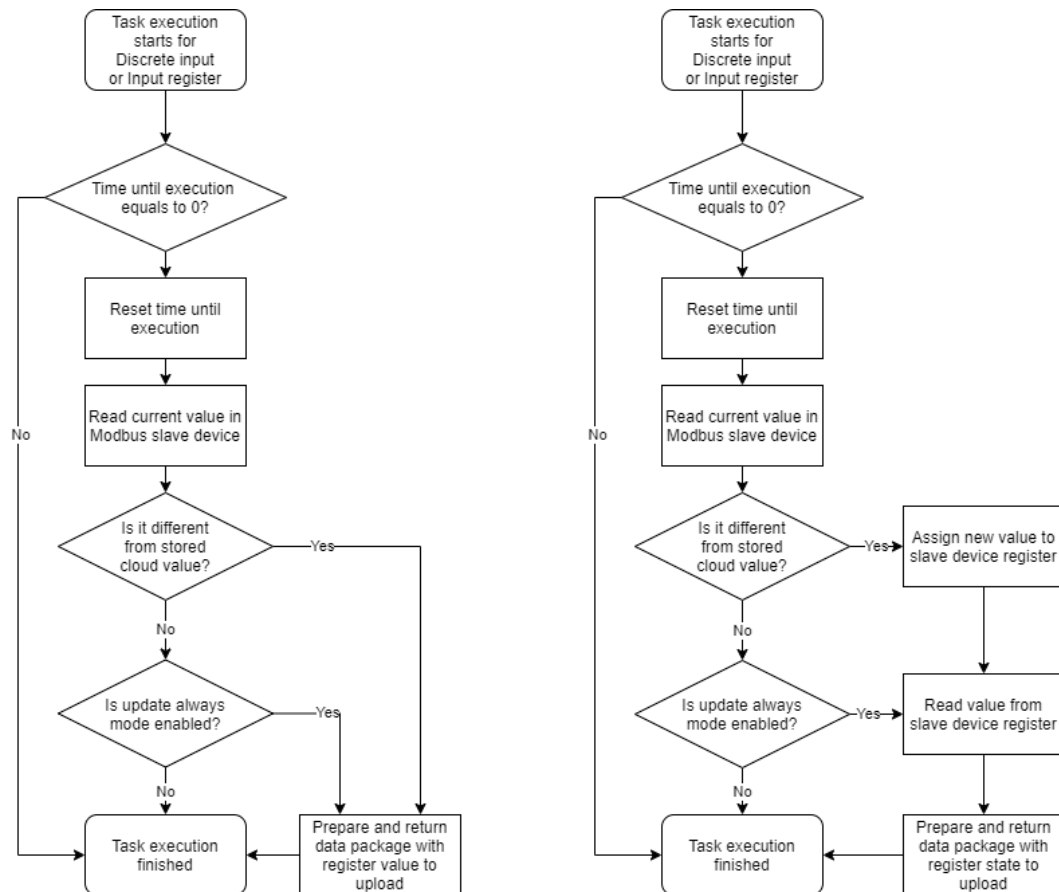 Task execution
starts for
Discrete input
or Input register
Time until execution
equals to 0?
Reset time until
execution
Read current value in
Modbus slave device
No
Is it different
from stored
cloud value?
Yes
No
Is update always
mode enabled?
Yes
No
Task execution
finished
Prepare and return
data package with
register value to
upload
Task execution
starts for
Discrete input
or Input register
Time until execution
equals to 0?
Reset time until
execution
Read current value in
Modbus slave device
No
Is it different
from stored
cloud value?
Yes
Assign new value to
slave device register
No
Is update always
mode enabled?
Yes
Read value from
slave device register
No
Task execution
finished
Prepare and return
data package with
register state to
upload